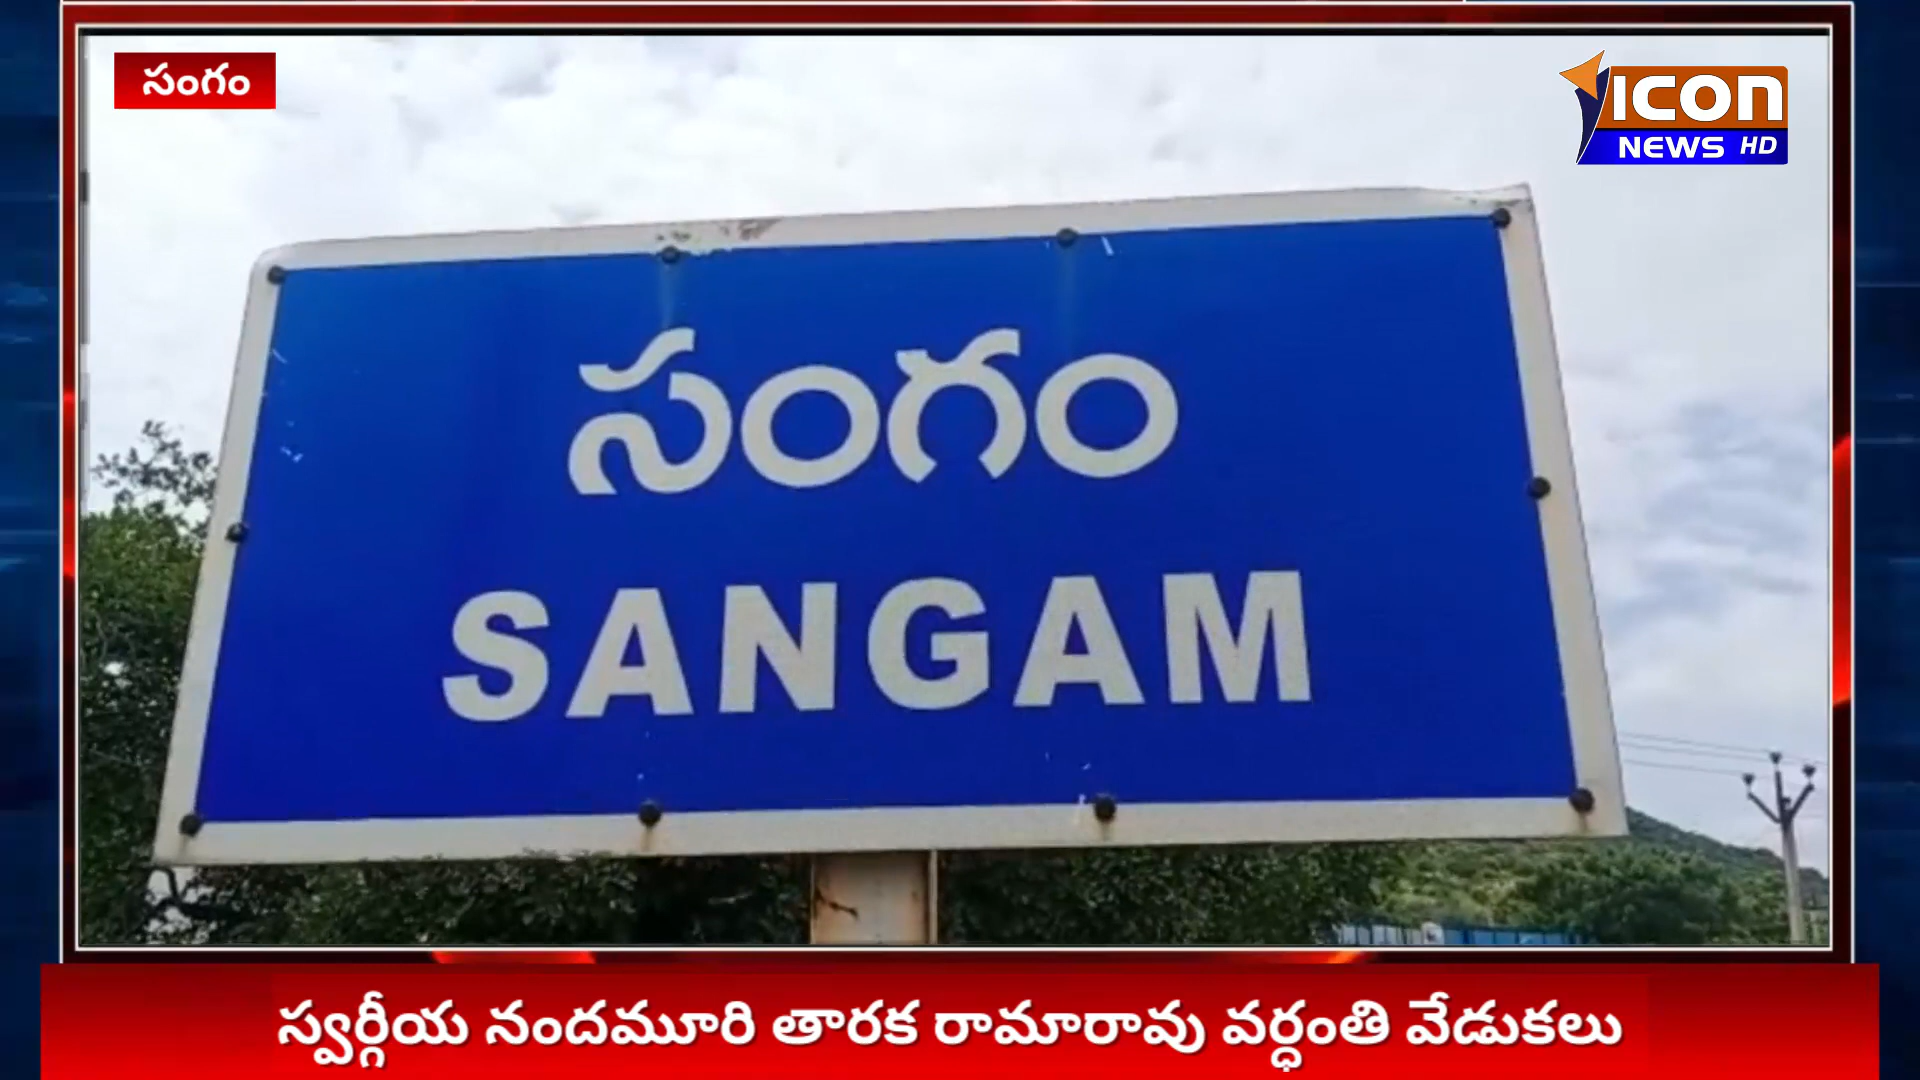 సంగం
ICON
NEWS HD
సంగం
SANGAM
స్వర్గీయ నందమూరి తారక రామారావు వర్ధంతి వేడుకలు